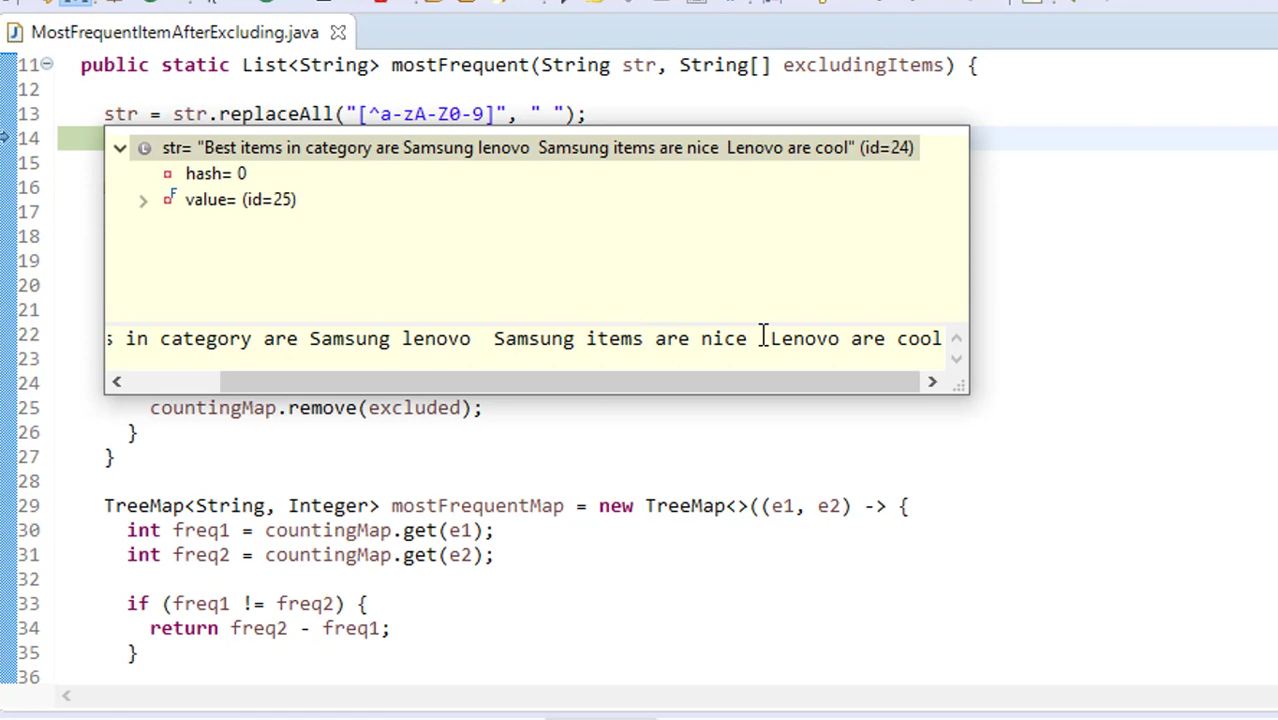 MostFrequentItemAfterExcluding.java
11 public static List<String> mostFrequent(String str, String[] excludingItems) {
12
13 str = str.replaceAll("[^a-zA-Z0-9]", " ");
14
str= "Best items in category are Samsung lenovo  Samsung items are nice  Lenovo are cool" (id=24)
15
hash= 0
16
value= (id=25)
17
18
19
20
21
22
s in category are Samsung lenovo  Samsung items are nice  Lenovo are cool
23
24
25 countingMap.remove(excluded);
26 }
27 }
28
29 TreeMap<String, Integer> mostFrequentMap = new TreeMap<>((e1, e2) -> {
30 int freq1 = countingMap.get(e1);
31 int freq2 = countingMap.get(e2);
32
33 if (freq1 != freq2) {
34 return freq2 - freq1;
35 }
36